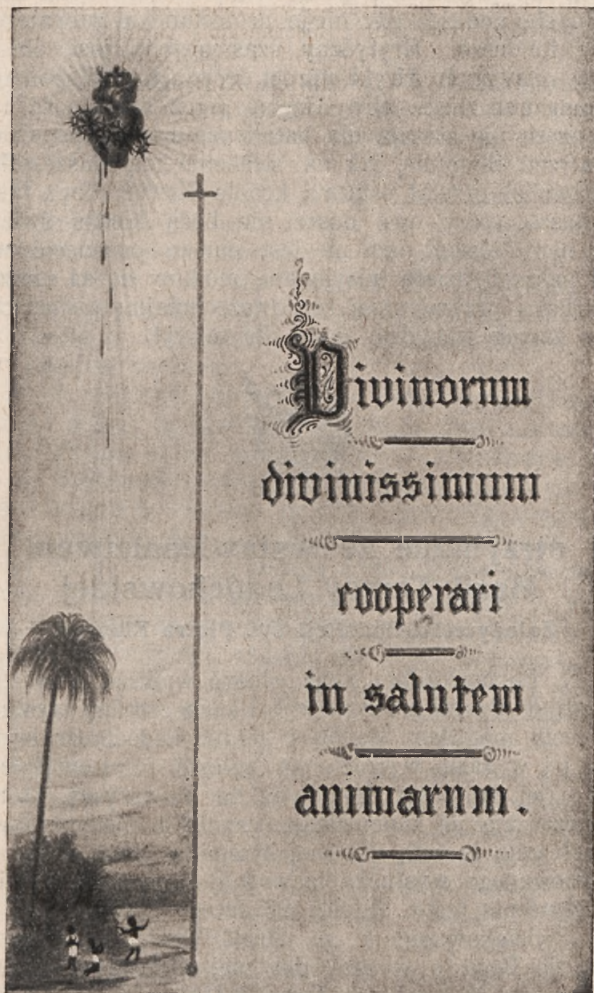 Divinorum
divinissimum
cooperari
in salutem
animarum.